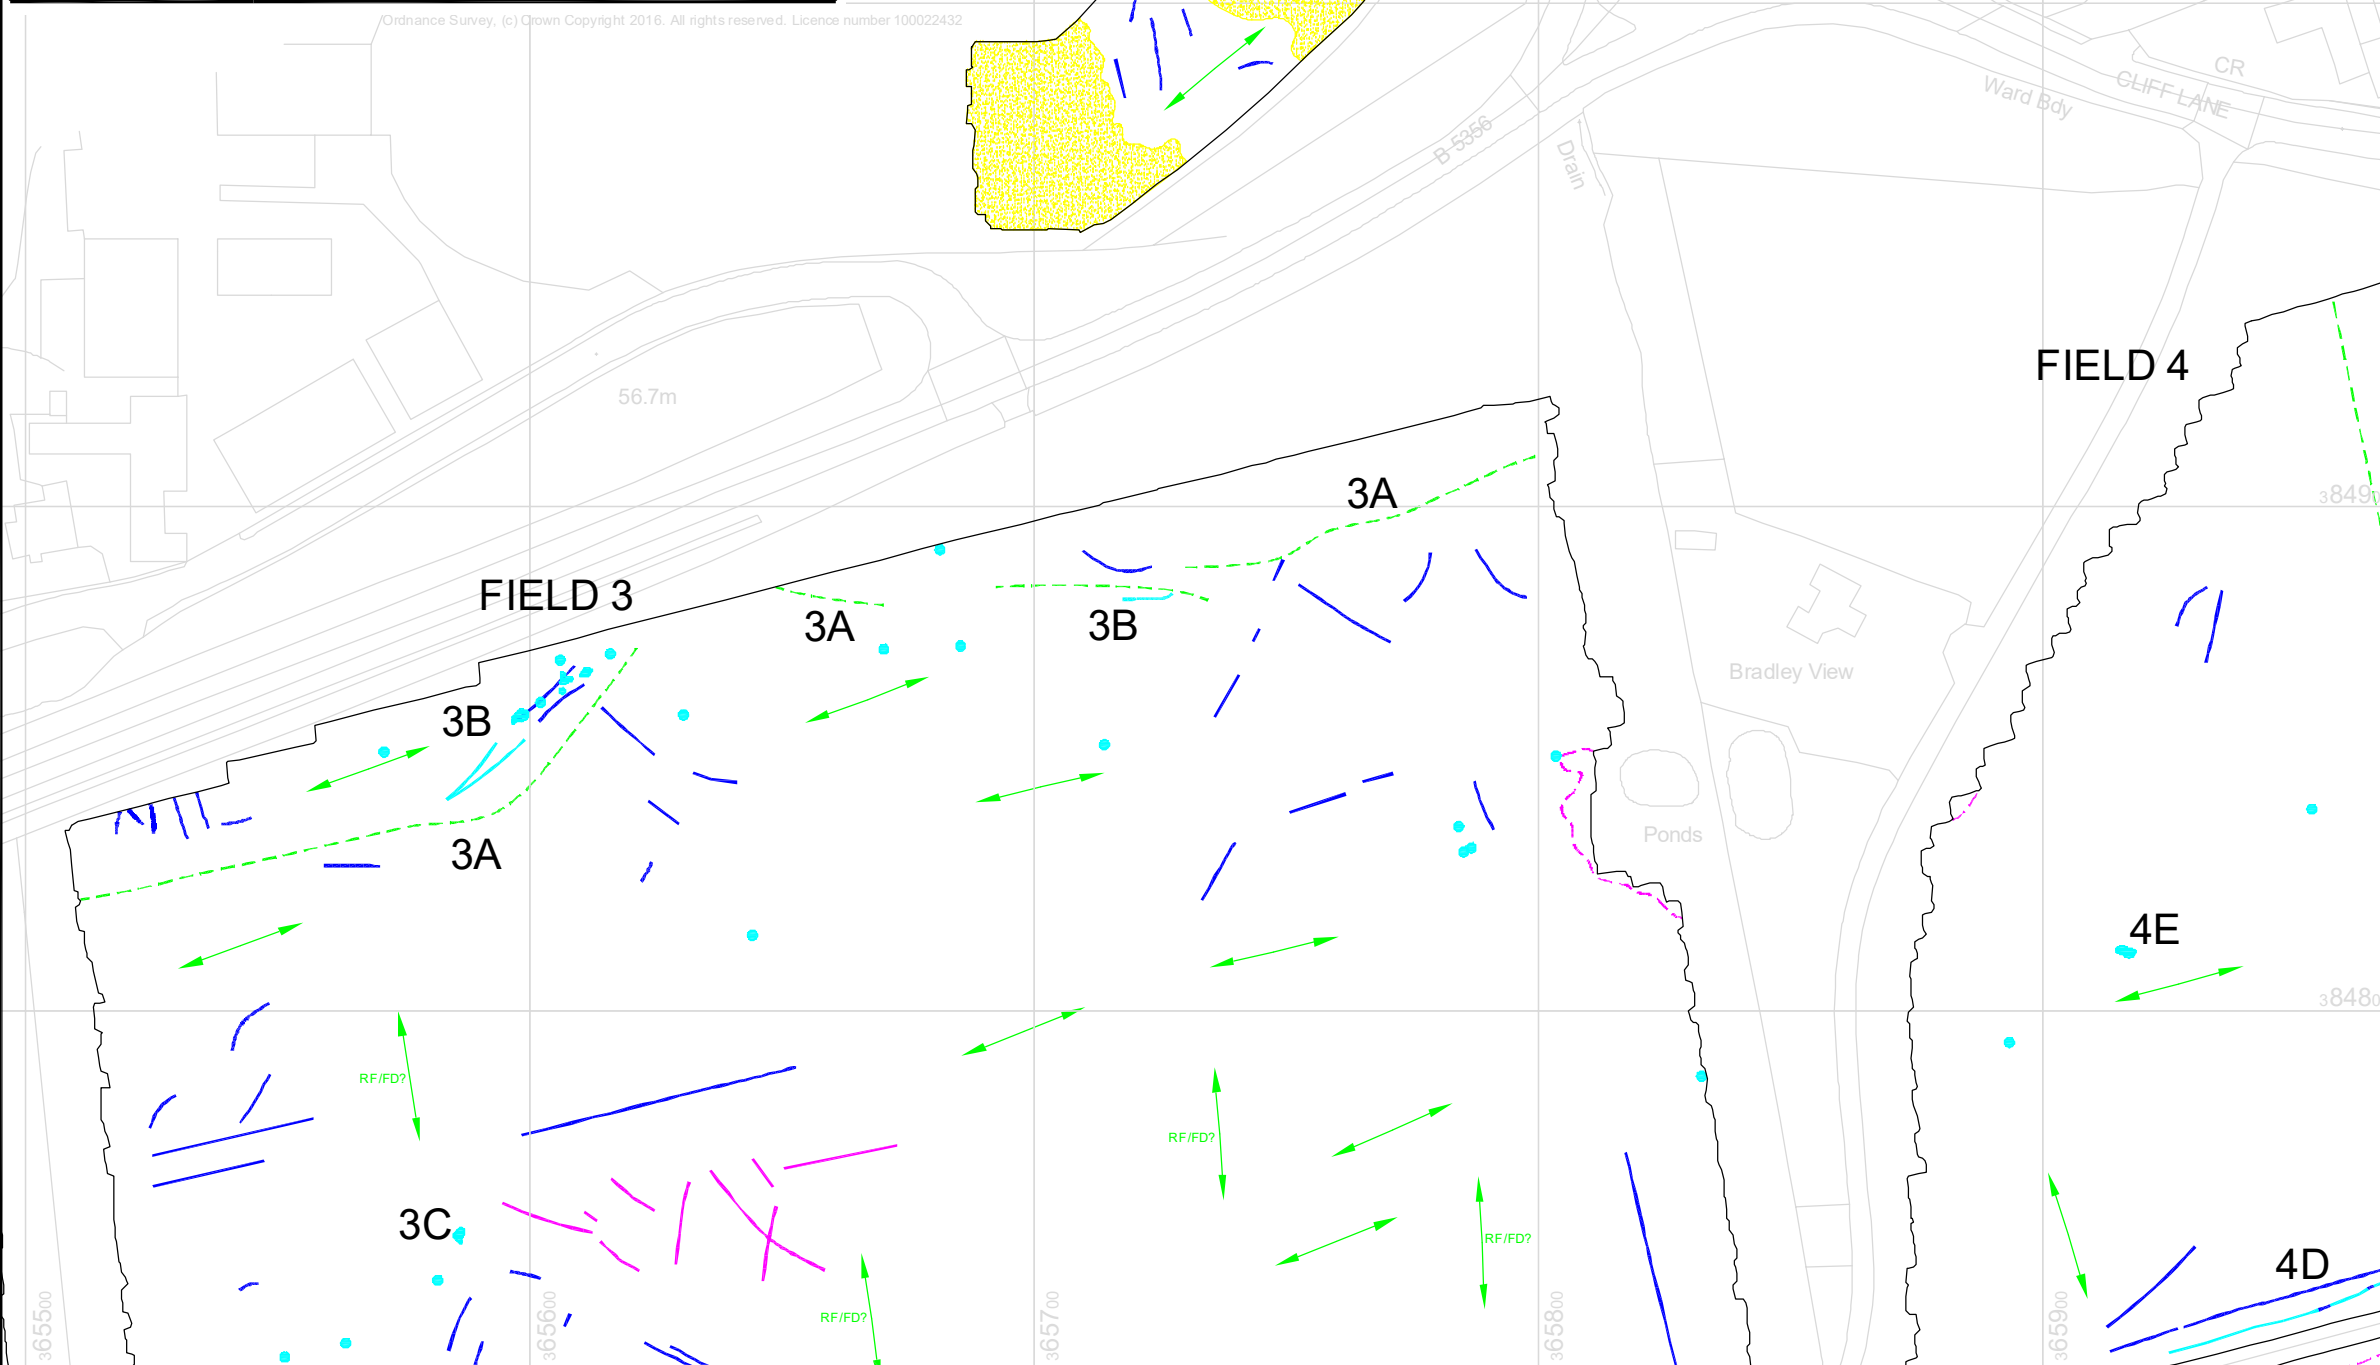 Ordnance Survey, (c) Crown Copyright 2016. All rights reserved. Licence number 100022432
CR
CLIFF LANE
Ward Bdy
B 5356
Drain
FIELD 4
56.7m
3A
384900
FIELD 3
3A
3B
Bradley View
3B
Ponds
3A
4E
384800
RF/FD?
RF/FD?
3C
RF/FD?
4D
RF/FD?
365500
365600
365700
365800
365900